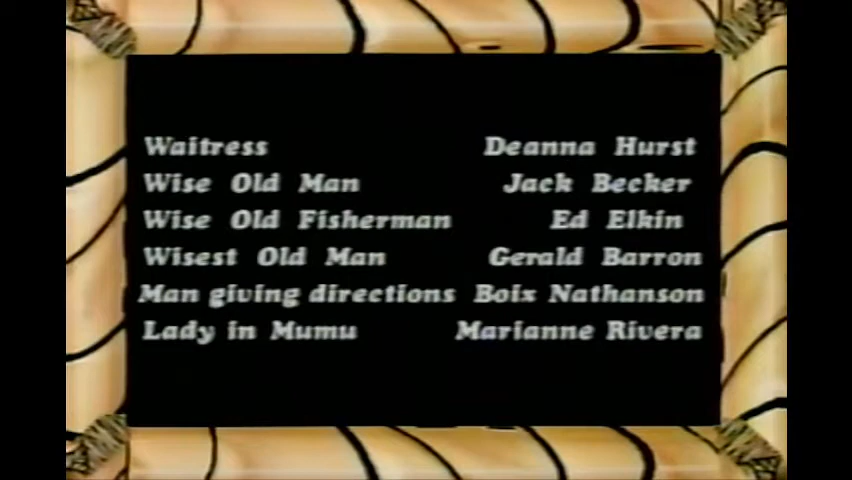 Waitress Deanna Hurst
Wise Old Man Jack Becker
Wise Old Fisherman Ed Elkin
Wisest Old Man Gerald Barron
Man giving directions Boix Nathanson
Lady in Mumu Marianne Rivera